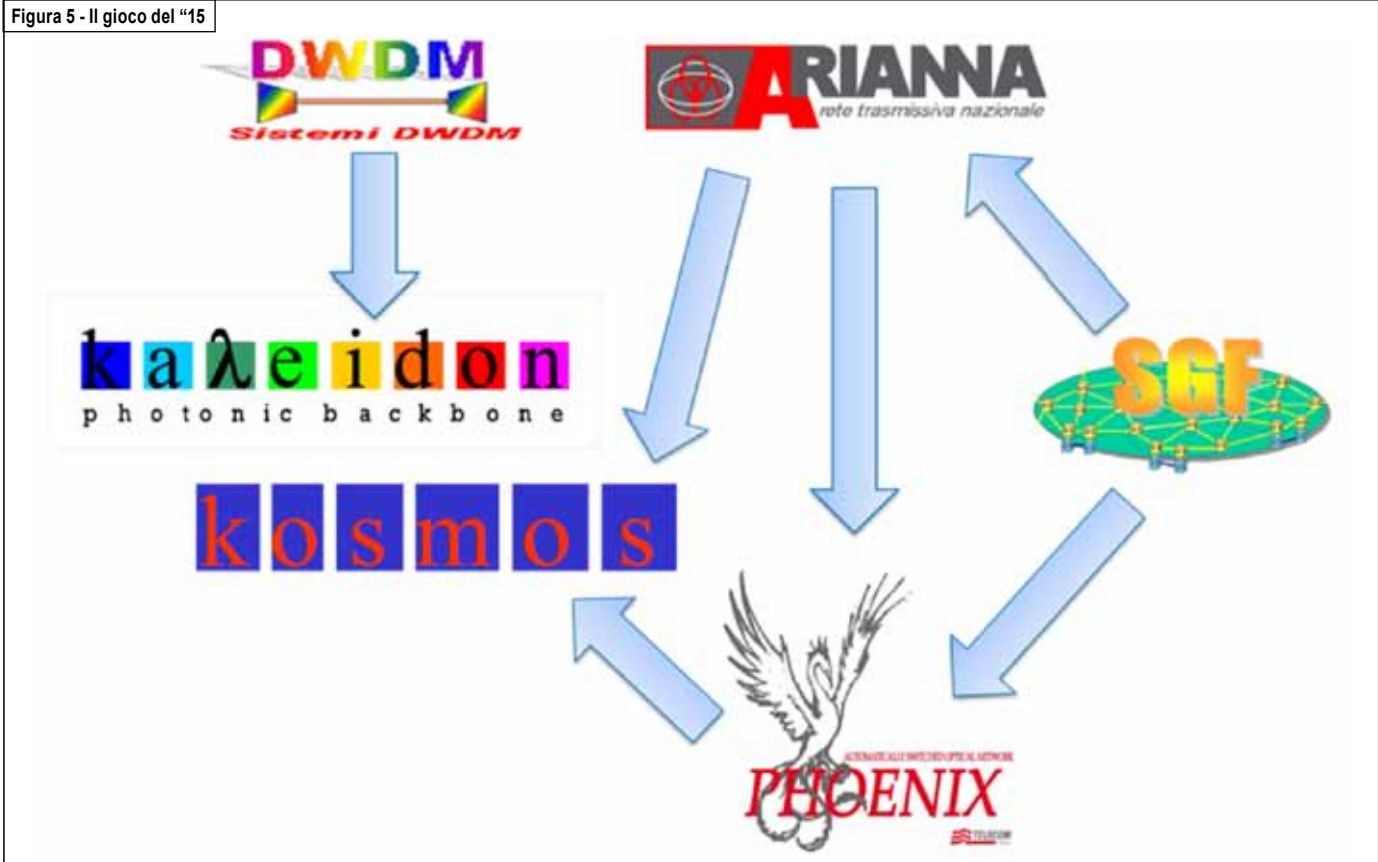 Figura 5 - Il gioco del “15
DWDM
Sistemi DWDM
ARIANNA
rete trasmissiva nazionale
kaλeidon
photonic backbone
SGF
kosmos
AUTOMATICALLY SWITCHED OPTICAL NETWORK
PHOENIX
TELECOM